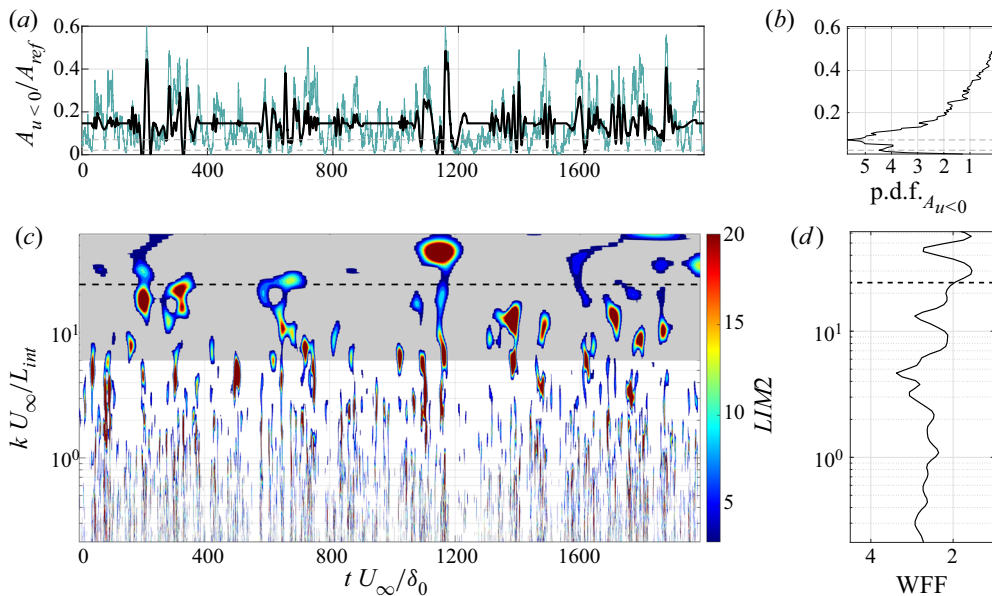 (a)
0.6
0.4
0.2
0
A_{u<0}/A_{ref}
0 400 800 1200 1600
(b)
0.6
0.4
0.2
5 4 3 2 1
p.d.f._{A_{u<0}}
(c)
10^1
10^0
k U_∞/L_{int}
0 400 800 1200 1600
t U_∞/δ_0
20
15
10
5
LIM2
(d)
10^1
10^0
4 2
WFF